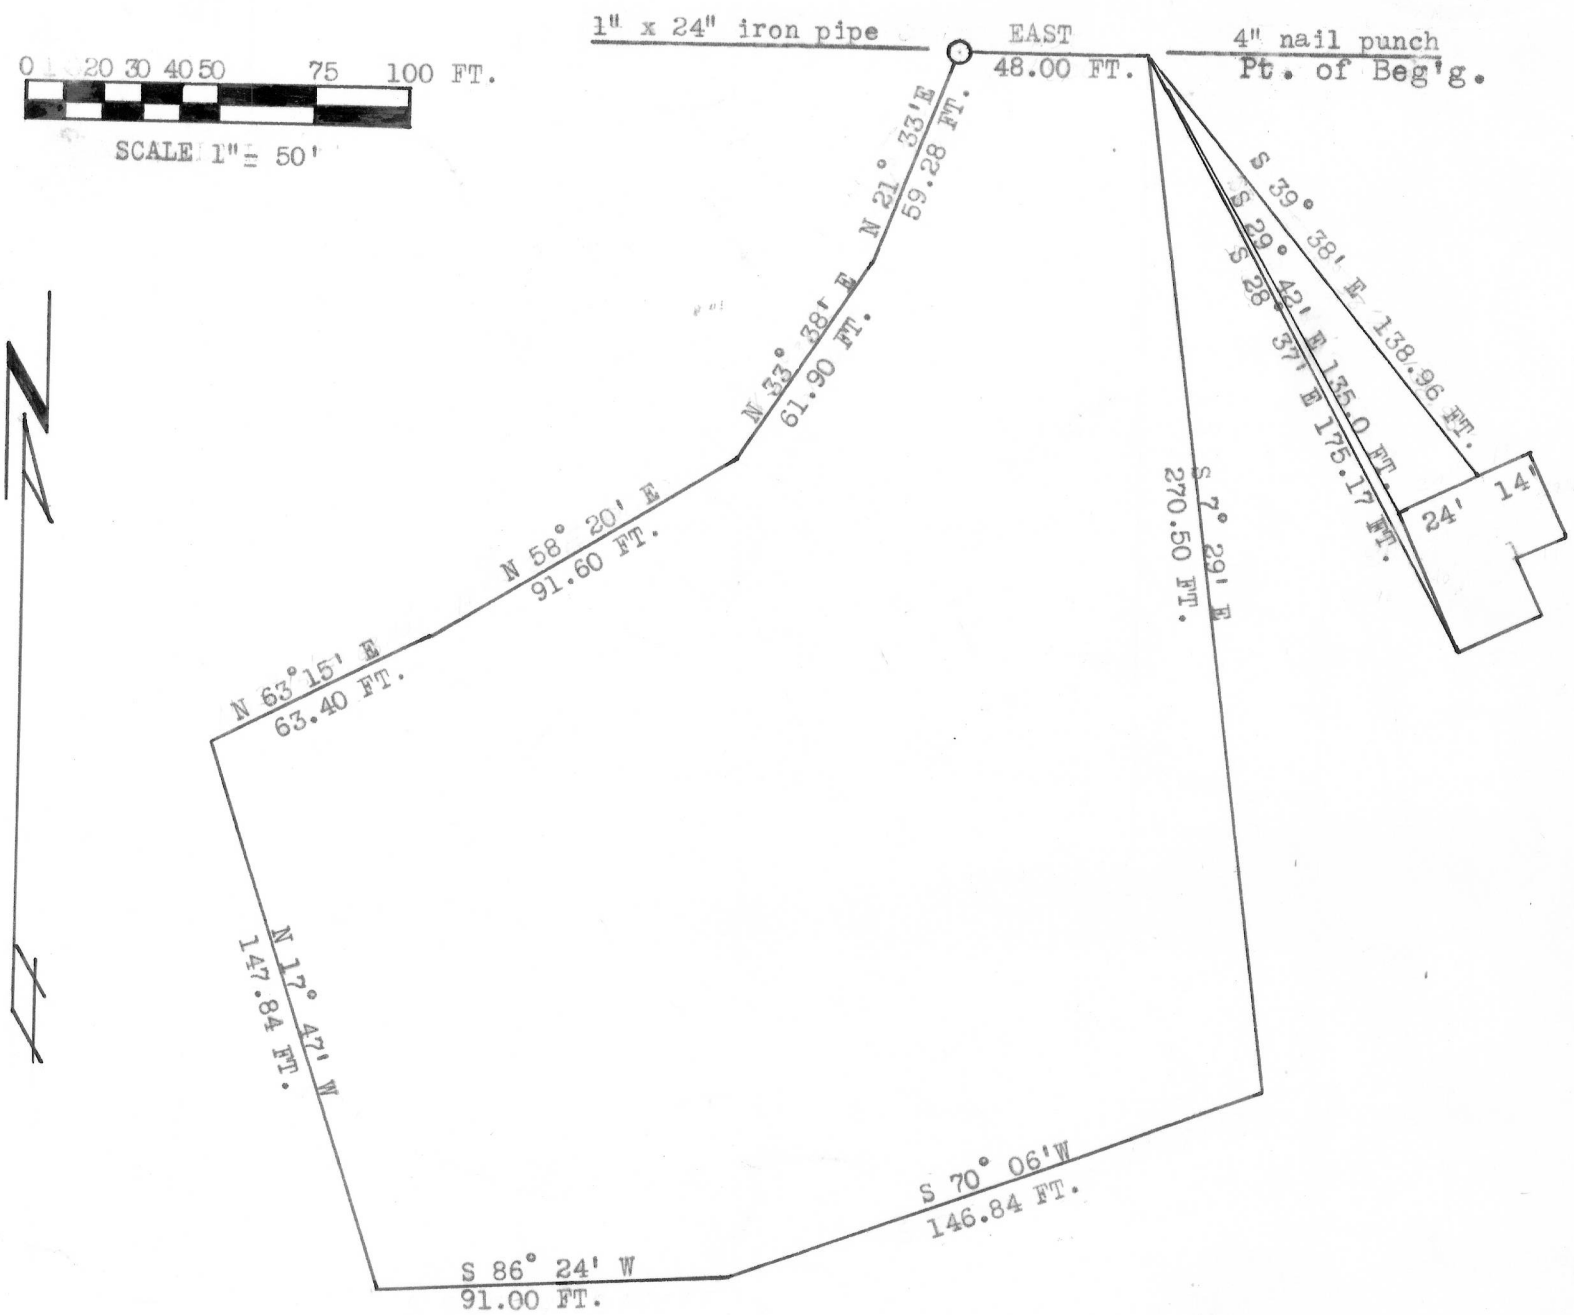 1" x 24" iron pipe
EAST
48.00 FT.
4" nail punch
Pt. of Beg'g.
0 10 20 30 40 50 75 100 FT.
SCALE 1" = 50'
N 21° 33'E
59.28 FT.
N 33° 38' E
61.90 FT.
N 58° 20' E
91.60 FT.
N 63° 15' E
63.40 FT.
N 17° 47' W
147.84 FT.
S 86° 24' W
91.00 FT.
S 70° 06'W
146.84 FT.
S 7° 29' E
270.50 FT.
S 39° 38' E 138.96 FT.
S 29° 42' E 135.0 FT.
S 28° 37' E 175.17 FT.
24'
14'
N